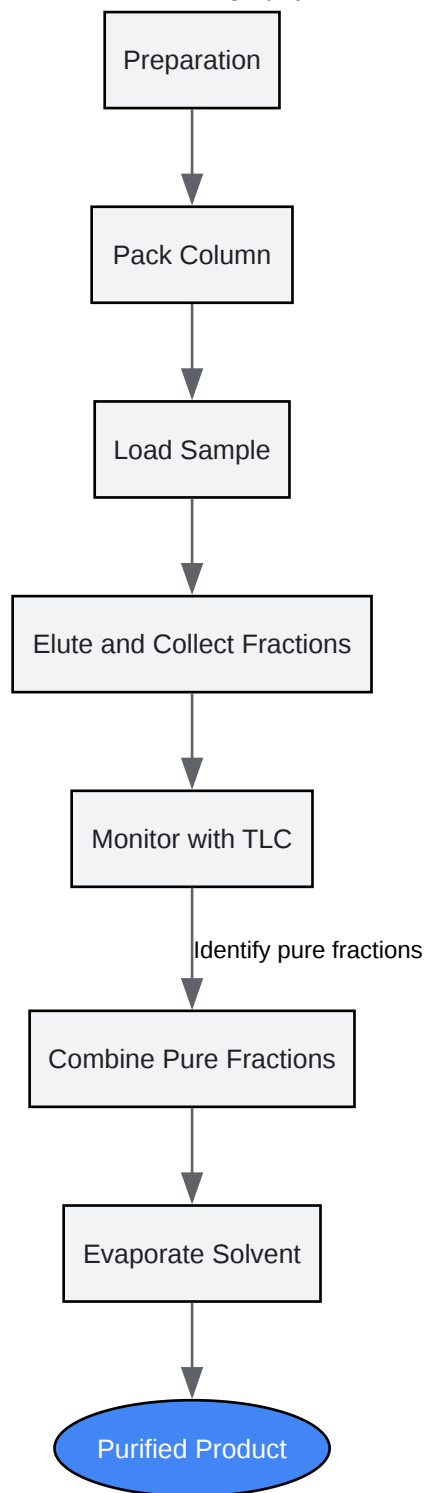 Preparation
Pack Column
Load Sample
Elute and Collect Fractions
Monitor with TLC
Identify pure fractions
Combine Pure Fractions
Evaporate Solvent
Purified Product